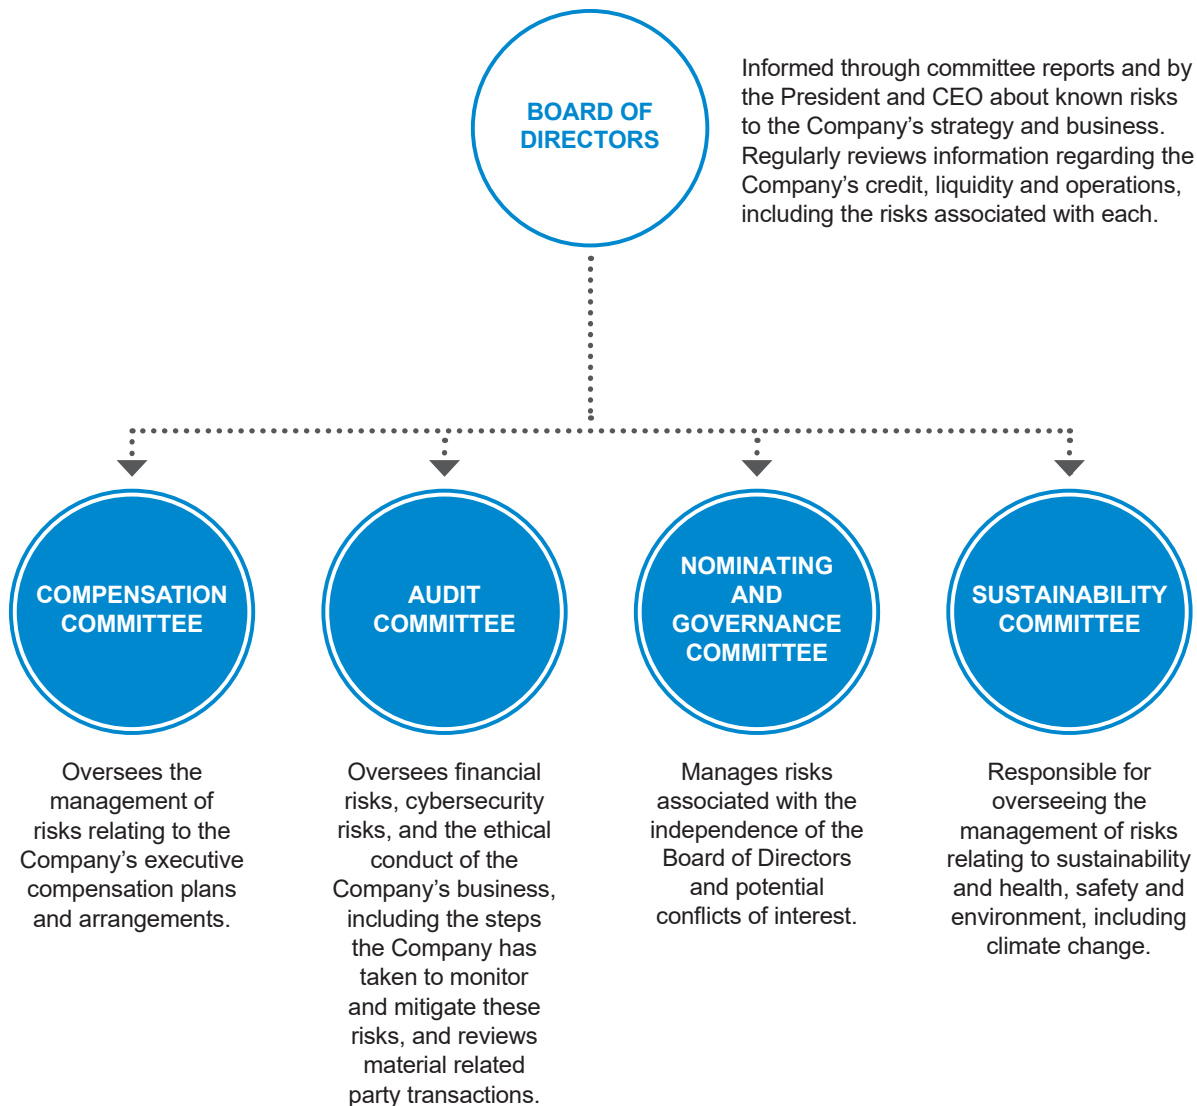 BOARD OF
DIRECTORS
Informed through committee reports and by
the President and CEO about known risks
to the Company’s strategy and business.
Regularly reviews information regarding the
Company’s credit, liquidity and operations,
including the risks associated with each.
COMPENSATION
COMMITTEE
Oversees the
management of
risks relating to the
Company’s executive
compensation plans
and arrangements.
AUDIT
COMMITTEE
Oversees financial
risks, cybersecurity
risks, and the ethical
conduct of the
Company’s business,
including the steps
the Company has
taken to monitor
and mitigate these
risks, and reviews
material related
party transactions.
NOMINATING
AND
GOVERNANCE
COMMITTEE
Manages risks
associated with the
independence of the
Board of Directors
and potential
conflicts of interest.
SUSTAINABILITY
COMMITTEE
Responsible for
overseeing the
management of risks
relating to sustainability
and health, safety and
environment, including
climate change.